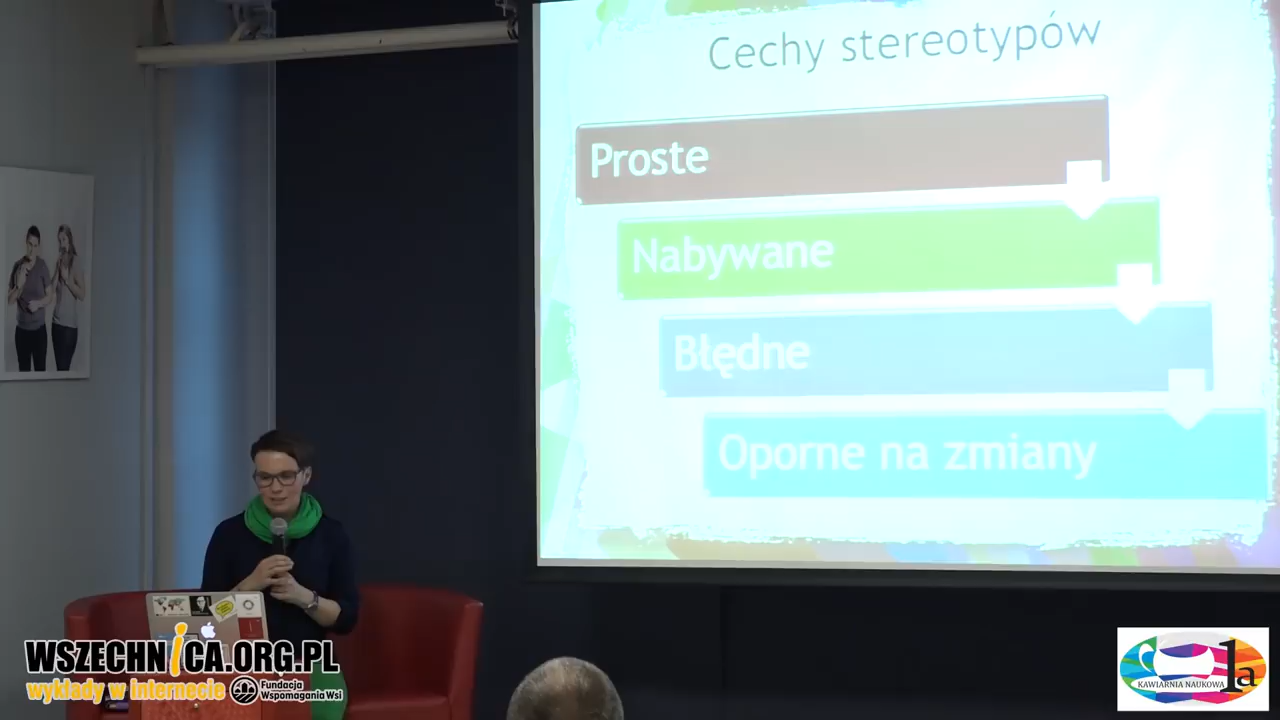 Cechy stereotypów
Proste
Nabywane
Błędne
Oporne na zmiany
WSZECHNICA.ORG.PL
wykłady w internecie
Fundacja
Wspomagania Wsi
KAWIARNIA NAUKOWA
1a